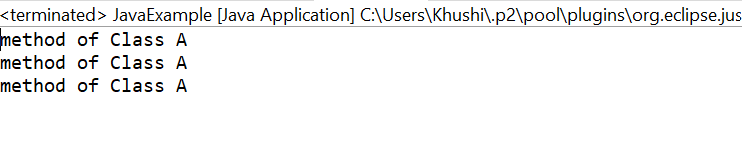 <terminated> JavaExample [Java Application] C:\Users\Khushi\.p2\pool\plugins\org.eclipse.jus
method of Class A
method of Class A
method of Class A